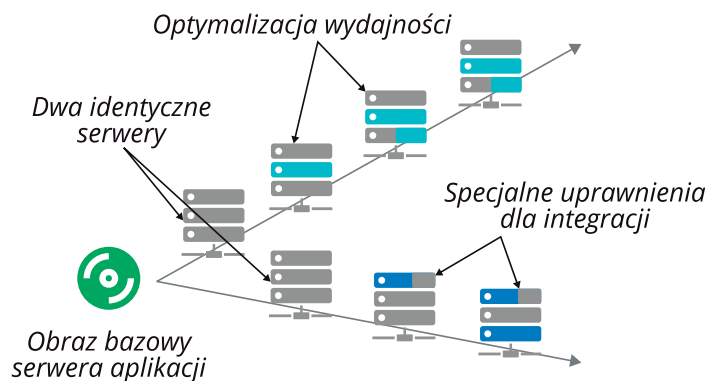 Optymalizacja wydajności
Dwa identyczne
serwery
Specjalne uprawnienia
dla integracji
Obraz bazowy
serwera aplikacji